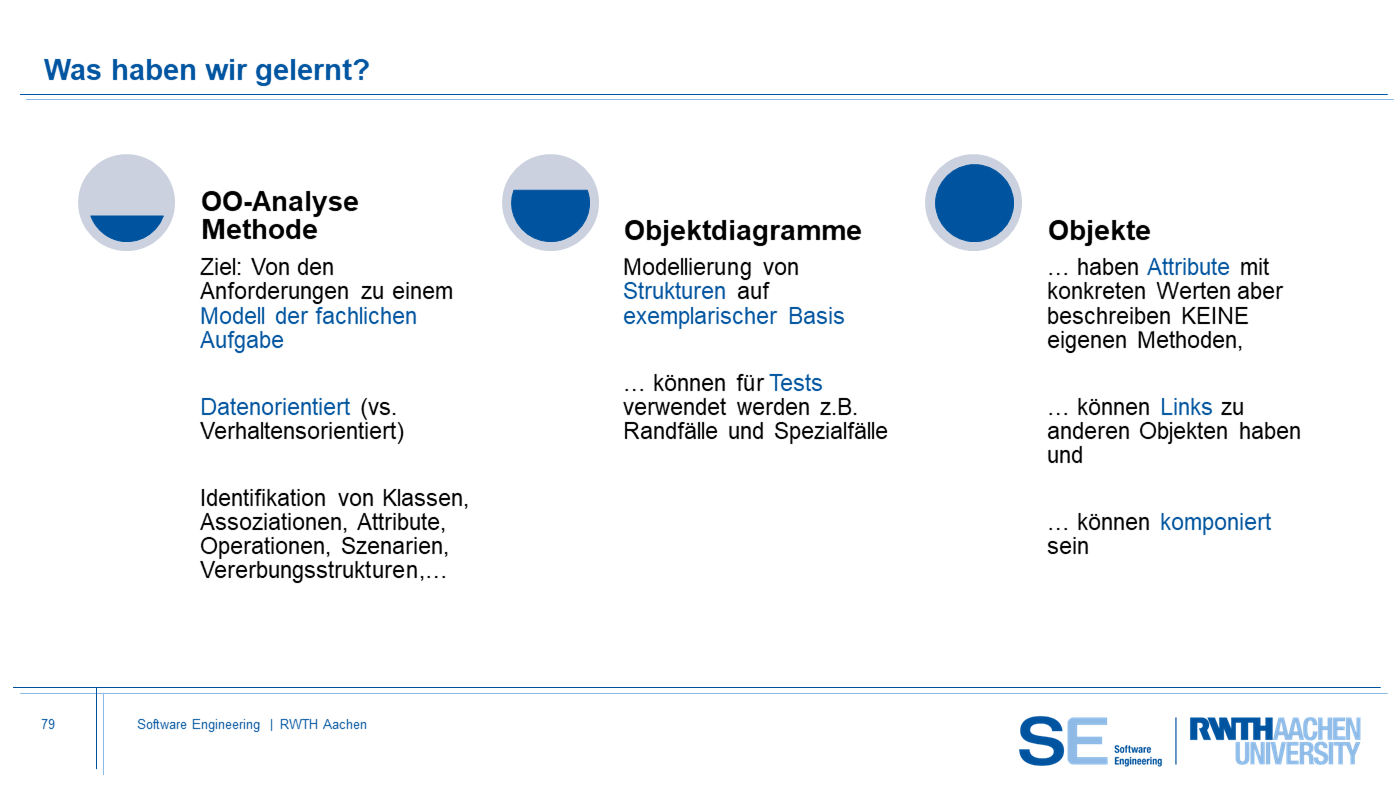 Was haben wir gelernt?
OO-Analyse
Methode
Ziel: Von den
Anforderungen zu einem
Modell der fachlichen
Aufgabe
Datenorientiert (vs.
Verhaltensorientiert)
Identifikation von Klassen,
Assoziationen, Attribute,
Operationen, Szenarien,
Vererbungsstrukturen,…
Objektdiagramme
Modellierung von
Strukturen auf
exemplarischer Basis
… können für Tests
verwendet werden z.B.
Randfälle und Spezialfälle
Objekte
… haben Attribute mit
konkreten Werten aber
beschreiben KEINE
eigenen Methoden,
… können Links zu
anderen Objekten haben
und
… können komponiert
sein
79
Software Engineering | RWTH Aachen
SE Software
Engineering
RWTHAACHEN
UNIVERSITY